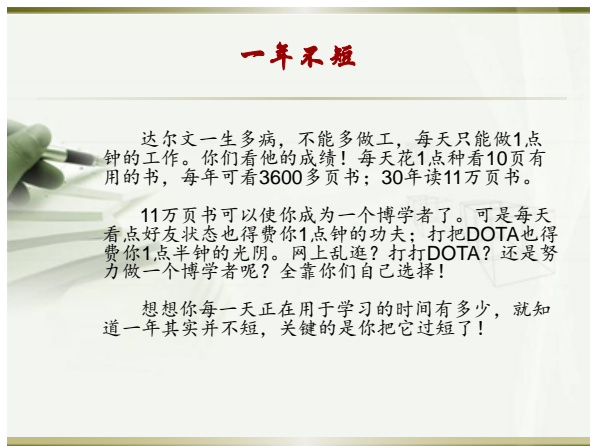 一年不短
达尔文一生多病，不能多做工，每天只能做1点
钟的工作。你们看他的成绩！每天花1点种看10页有
用的书，每年可看3600多页书；30年读11万页书。
11万页书可以使你成为一个博学者了。可是每天
看点好友状态也得费你1点钟的功夫；打把DOTA也得
费你1点半钟的光阴。网上乱逛？打打DOTA？还是努
力做一个博学者呢？全靠你们自己选择！
想想你每一天正在用于学习的时间有多少，就知
道一年其实并不短，关键的是你把它过短了！